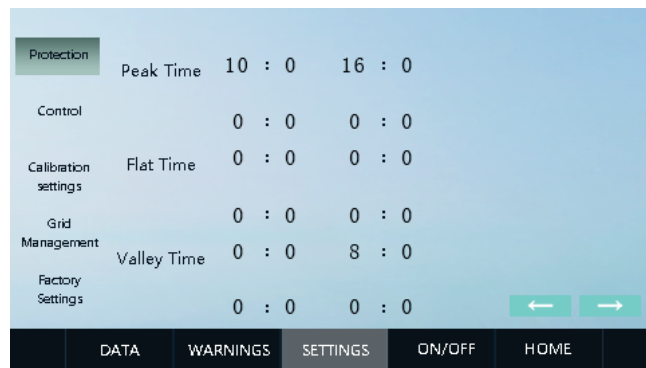 Protection
Peak Time 10 : 0 16 : 0
Control
0 : 0 0 : 0
Calibration settings
Flat Time 0 : 0 0 : 0
Grid Management
0 : 0 0 : 0
Valley Time 0 : 0 8 : 0
Factory Settings
0 : 0 0 : 0
← →
DATA WARNINGS SETTINGS ON/OFF HOME